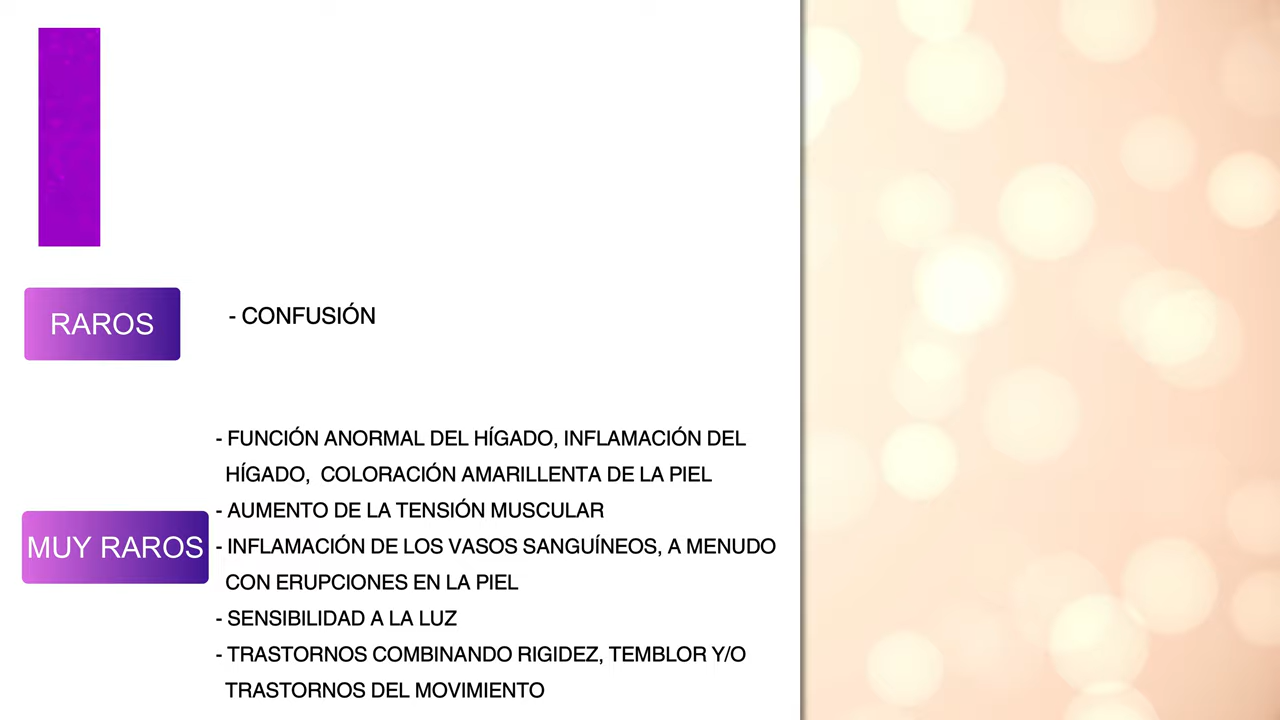 RAROS
- CONFUSIÓN
MUY RAROS
- FUNCIÓN ANORMAL DEL HÍGADO, INFLAMACIÓN DEL
HÍGADO,  COLORACIÓN AMARILLENTA DE LA PIEL
- AUMENTO DE LA TENSIÓN MUSCULAR
- INFLAMACIÓN DE LOS VASOS SANGUÍNEOS, A MENUDO
CON ERUPCIONES EN LA PIEL
- SENSIBILIDAD A LA LUZ
- TRASTORNOS COMBINANDO RIGIDEZ, TEMBLOR Y/O
TRASTORNOS DEL MOVIMIENTO